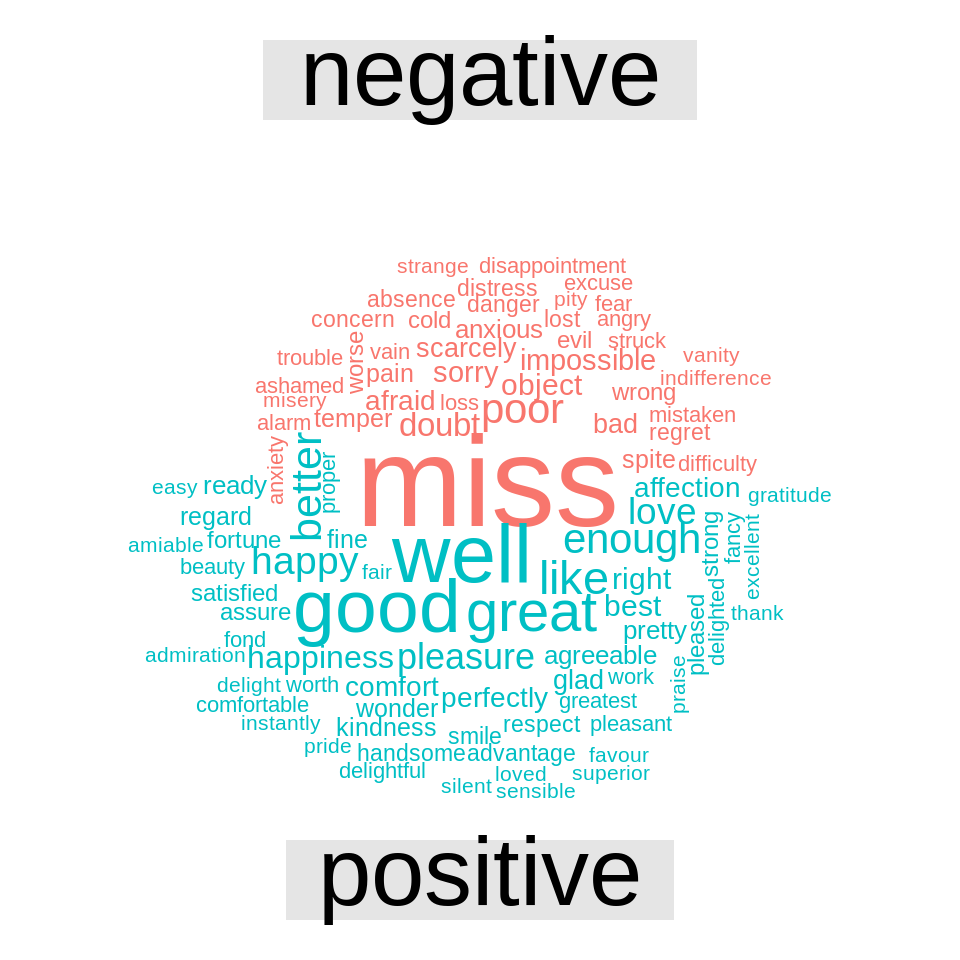 negative
strange disappointment
distress excuse
absence danger pity fear
concern cold anxious lost angry
worse vain scarcely evil struck
trouble pain sorry impossible vanity
ashamed object indifference
misery afraid loss poor wrong
alarm temper doubt bad mistaken
regret
anxiety miss spite difficulty
better proper
easy ready affection gratitude
regard love
amiable fortune fine well enough strong fancy excellent
beauty happy fair like right
satisfied good great best
assure pretty pleased delighted thank
fond
admiration happiness pleasure agreeable
delight worth comfort perfectly glad work praise
comfortable wonder greatest
instantly kindness smile respect pleasant
pride handsome advantage favour
delightful loved superior
silent sensible
positive